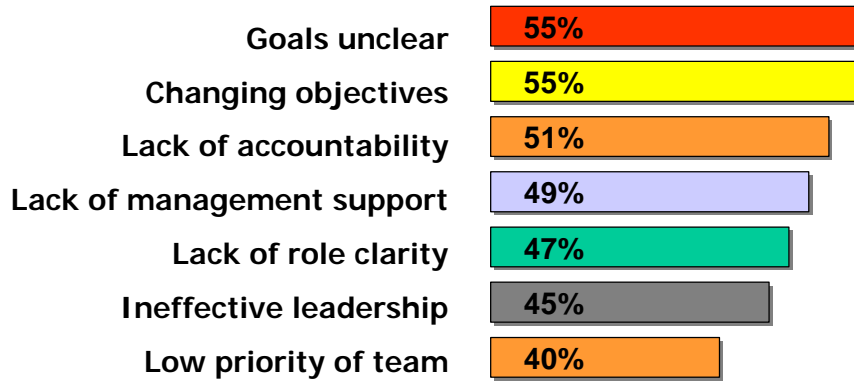 Goals unclear 55%
Changing objectives 55%
Lack of accountability 51%
Lack of management support 49%
Lack of role clarity 47%
Ineffective leadership 45%
Low priority of team 40%